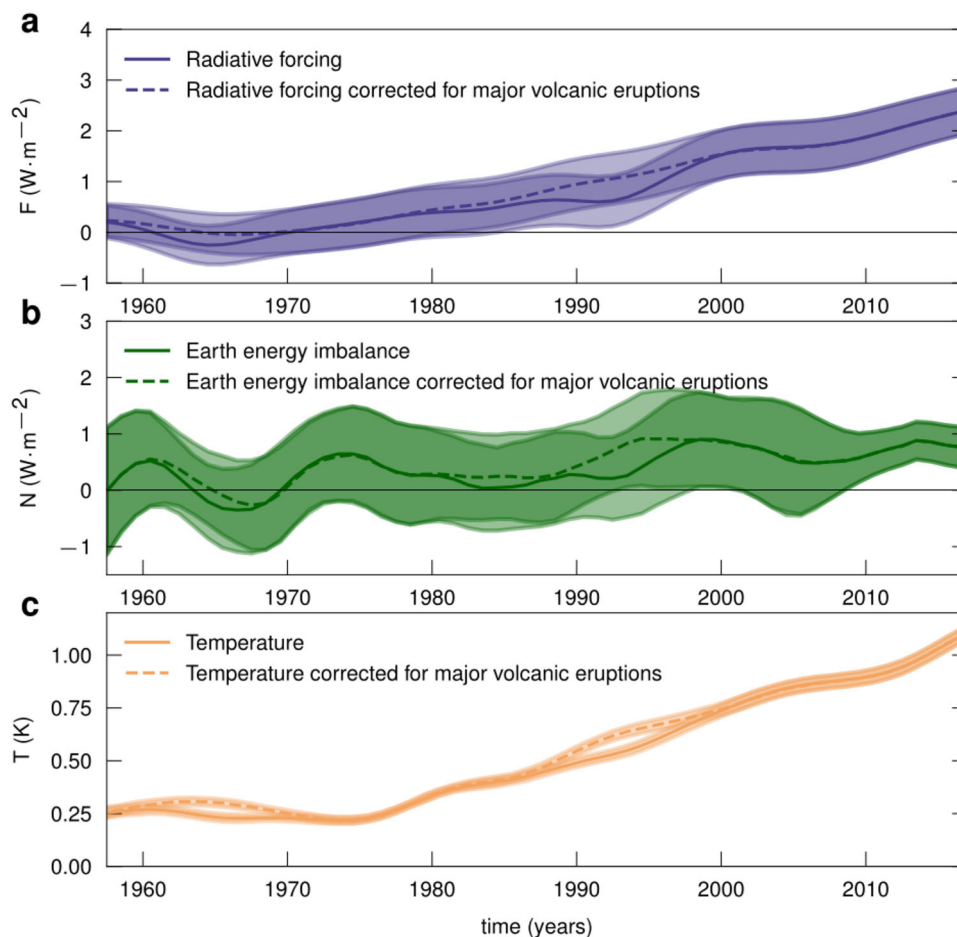 a
4
Radiative forcing
Radiative forcing corrected for major volcanic eruptions
3
2
1
0
−1
F (W·m−2)
1960 1970 1980 1990 2000 2010
b
3
Earth energy imbalance
Earth energy imbalance corrected for major volcanic eruptions
2
1
0
−1
N (W·m−2)
1960 1970 1980 1990 2000 2010
c
Temperature
1.00
Temperature corrected for major volcanic eruptions
0.75
0.50
0.25
0.00
T (K)
1960 1970 1980 1990 2000 2010
time (years)